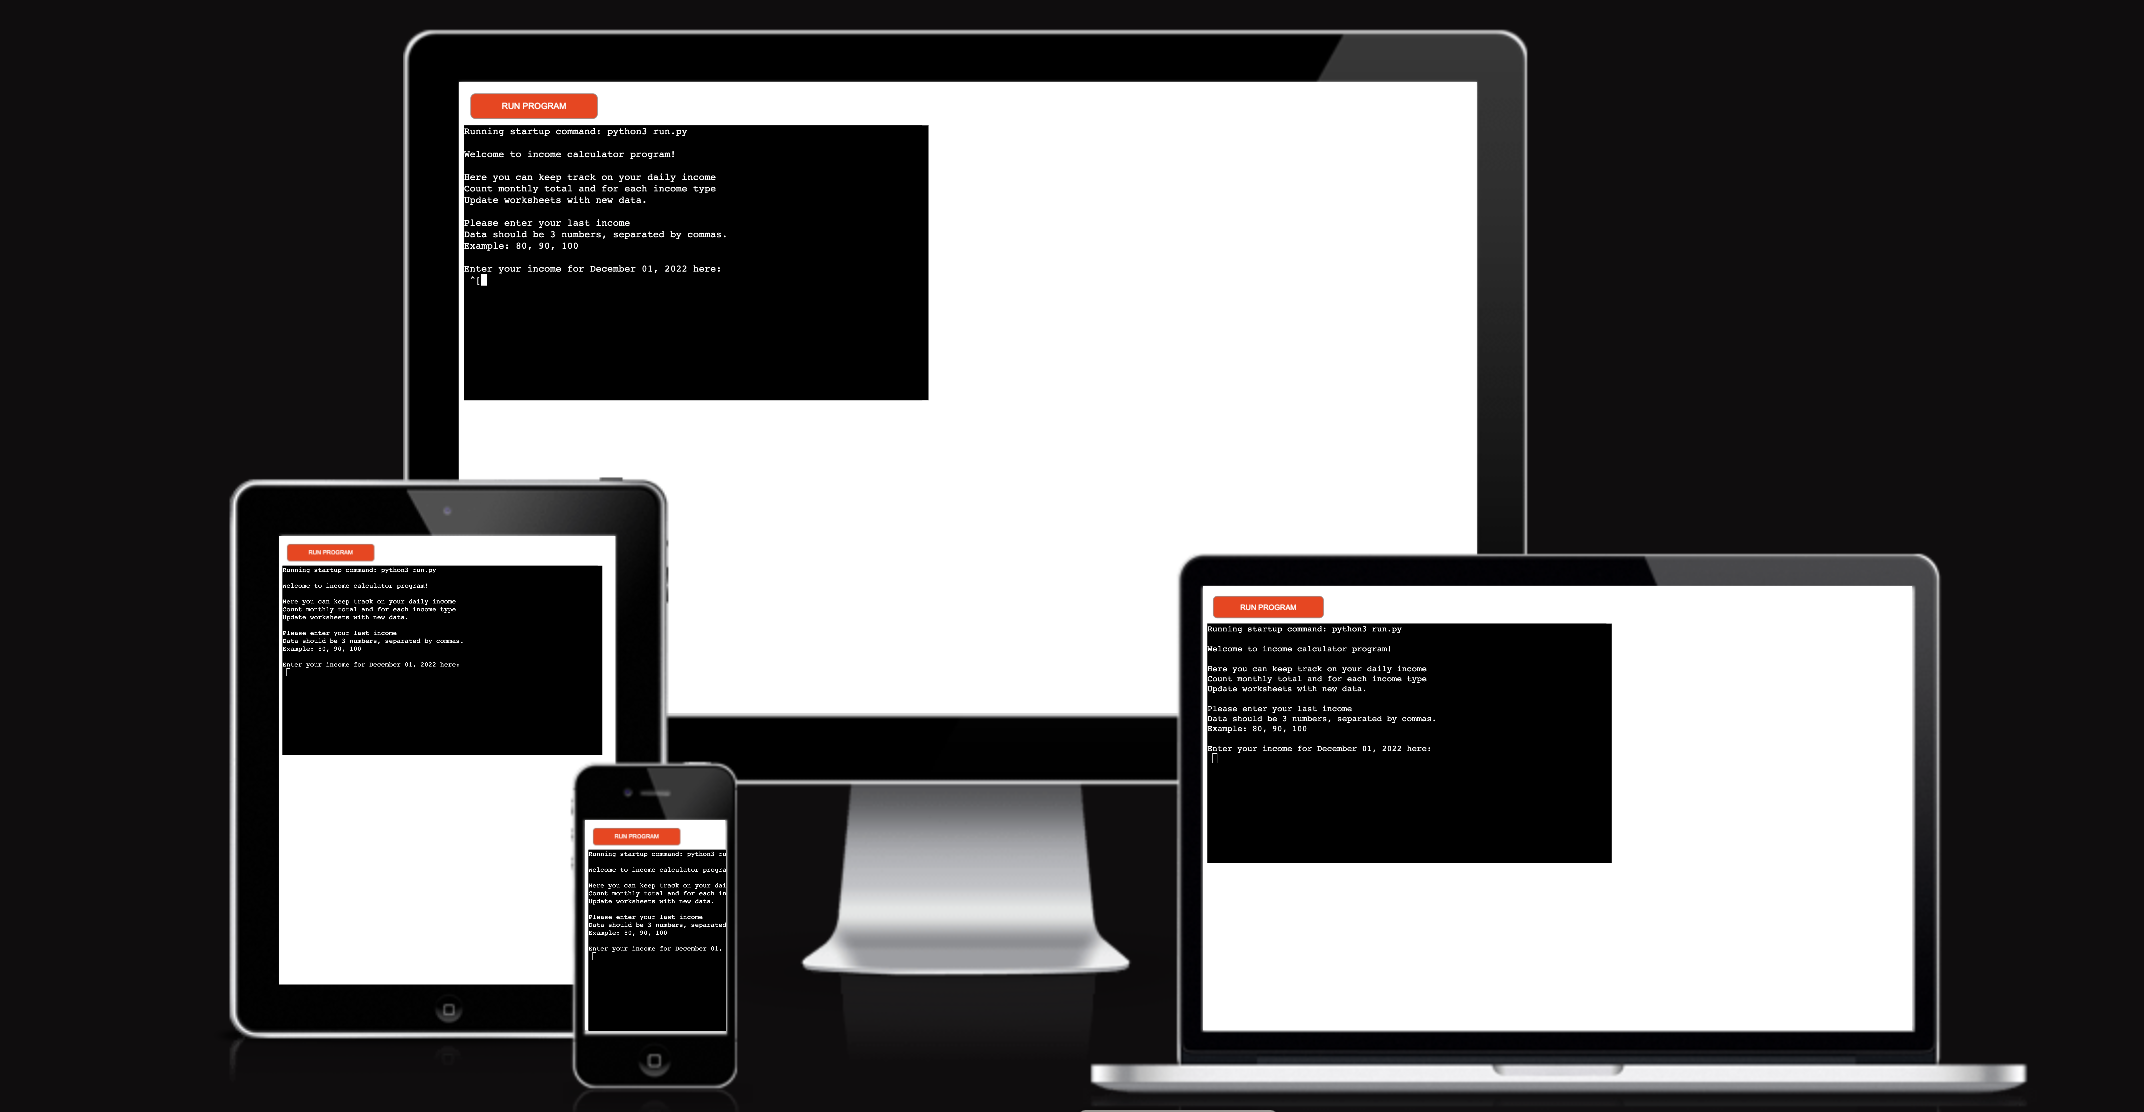 RUN PROGRAM
Running startup command: python3 run.py
Welcome to income calculator program!
Here you can keep track on your daily income
Count monthly total and for each income type
Update worksheets with new data.
Please enter your last income
Data should be 3 numbers, separated by commas.
Example: 80, 90, 100
Enter your income for December 01, 2022 here:
^[
RUN PROGRAM
Running startup command: python3 run.py
Welcome to income calculator program!
Here you can keep track on your daily income
Count monthly total and for each income type
Update worksheets with new data.
Please enter your last income
Data should be 3 numbers, separated by commas.
Example: 80, 90, 100
Enter your income for December 01, 2022 here:
RUN PROGRAM
Running startup command: python3 ru
Welcome to income calculator progra
Here you can keep track on your dai
Count monthly total and for each in
Update worksheets with new data.
Please enter your last income
Data should be 3 numbers, separated
Example: 80, 90, 100
Enter your income for December 01,
RUN PROGRAM
Running startup command: python3 run.py
Welcome to income calculator program!
Here you can keep track on your daily income
Count monthly total and for each income type
Update worksheets with new data.
Please enter your last income
Data should be 3 numbers, separated by commas.
Example: 80, 90, 100
Enter your income for December 01, 2022 here: